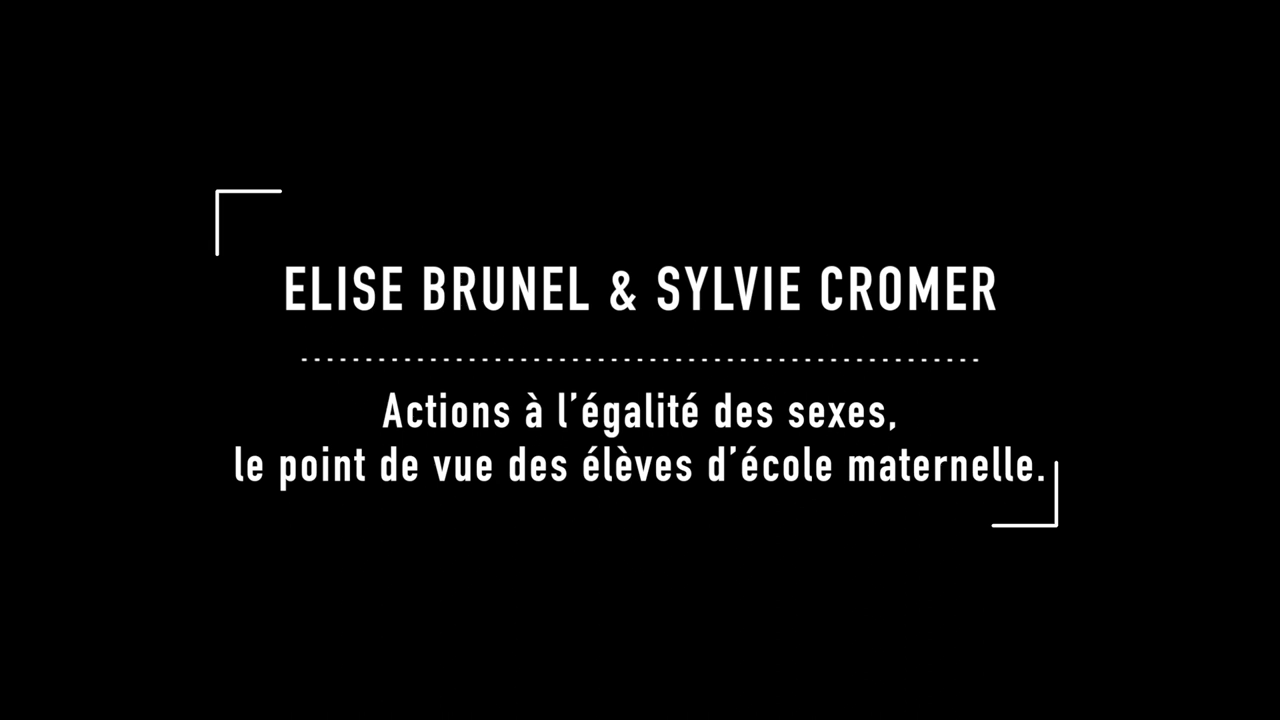 ELISE BRUNEL & SYLVIE CROMER
Actions à l’égalité des sexes,
le point de vue des élèves d’école maternelle.